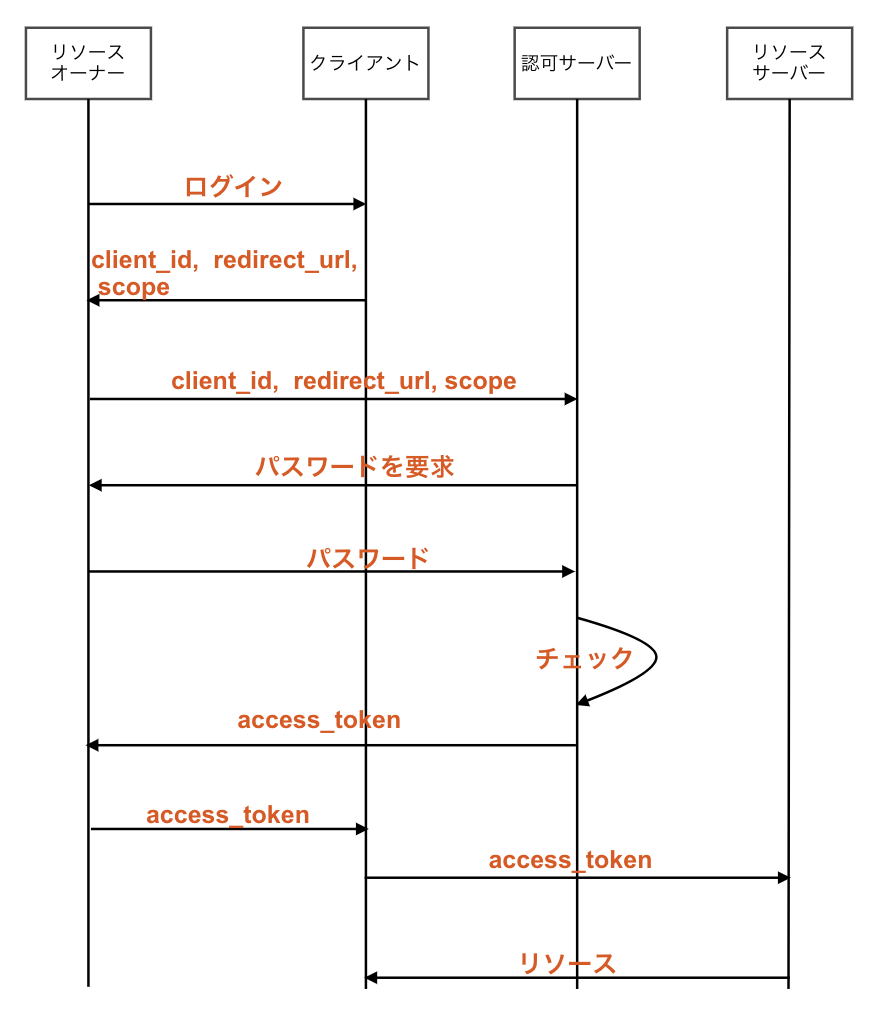 リソース
オーナー
クライアント
認可サーバー
リソース
サーバー
ログイン
client_id,  redirect_url,
scope
client_id,  redirect_url, scope
パスワードを要求
パスワード
チェック
access_token
access_token
access_token
リソース